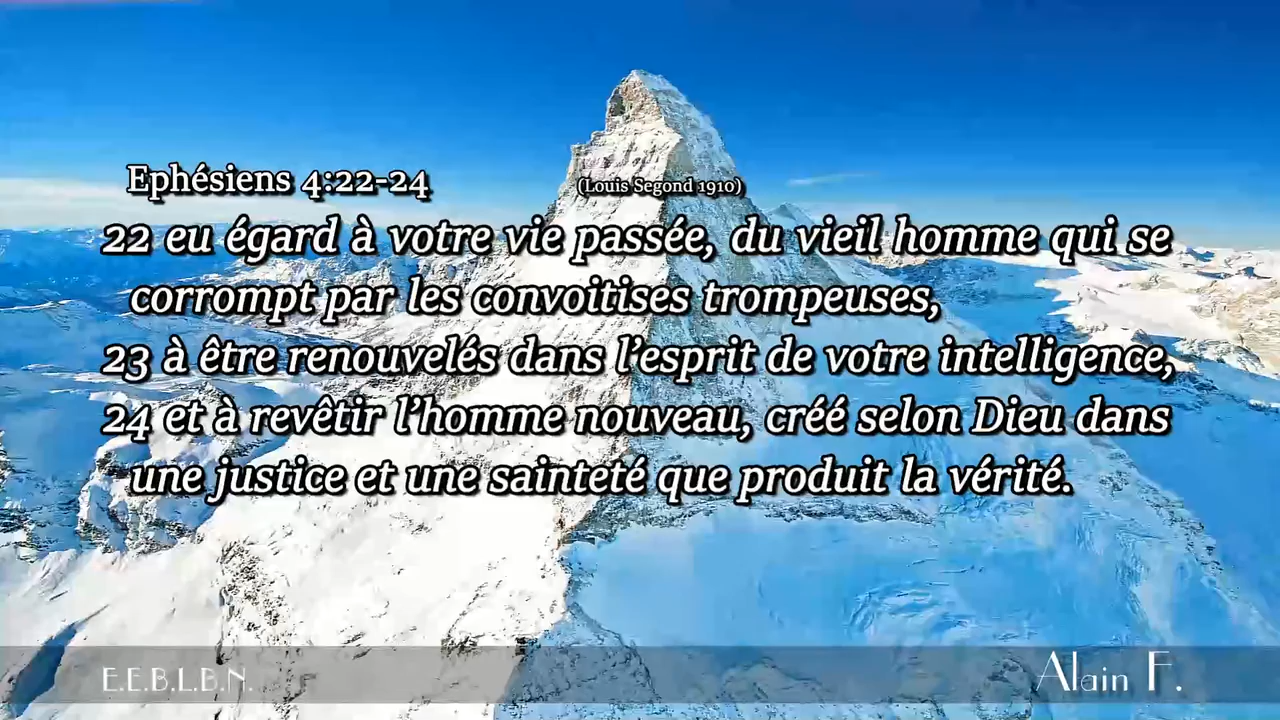 Ephésiens 4:22-24 (Louis Segond 1910)
22 eu égard à votre vie passée, du vieil homme qui se
corrompt par les convoitises trompeuses,
23 à être renouvelés dans l’esprit de votre intelligence,
24 et à revêtir l’homme nouveau, créé selon Dieu dans
une justice et une sainteté que produit la vérité.
E.E.B.L.B.N. Alain F.